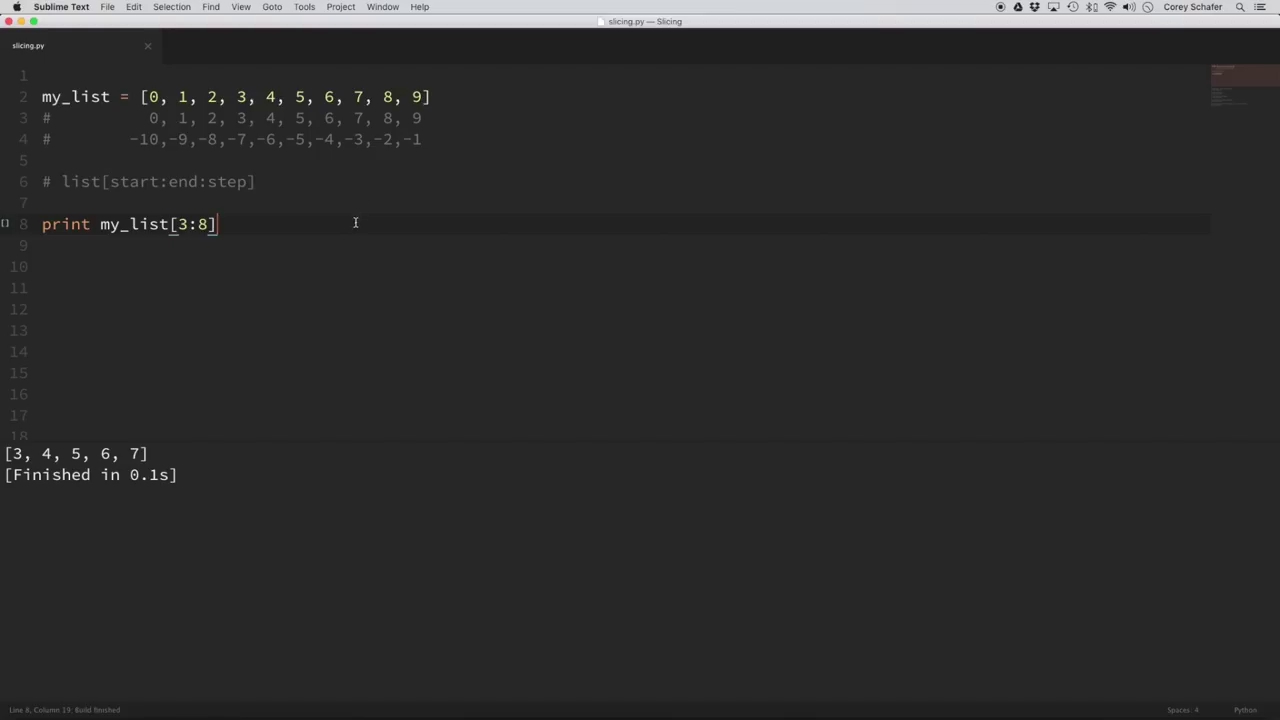 Sublime Text File Edit Selection Find View Goto Tools Project Window Help Corey Schafer
slicing.py — Slicing
slicing.py
1
2 my_list = [0, 1, 2, 3, 4, 5, 6, 7, 8, 9]
3 # 0, 1, 2, 3, 4, 5, 6, 7, 8, 9
4 # -10,-9,-8,-7,-6,-5,-4,-3,-2,-1
5
6 # list[start:end:step]
7
8 print my_list[3:8]
9
10
11
12
13
14
15
16
17
18
[3, 4, 5, 6, 7]
[Finished in 0.1s]
Line 8, Column 19; Build finished Spaces: 4 Python